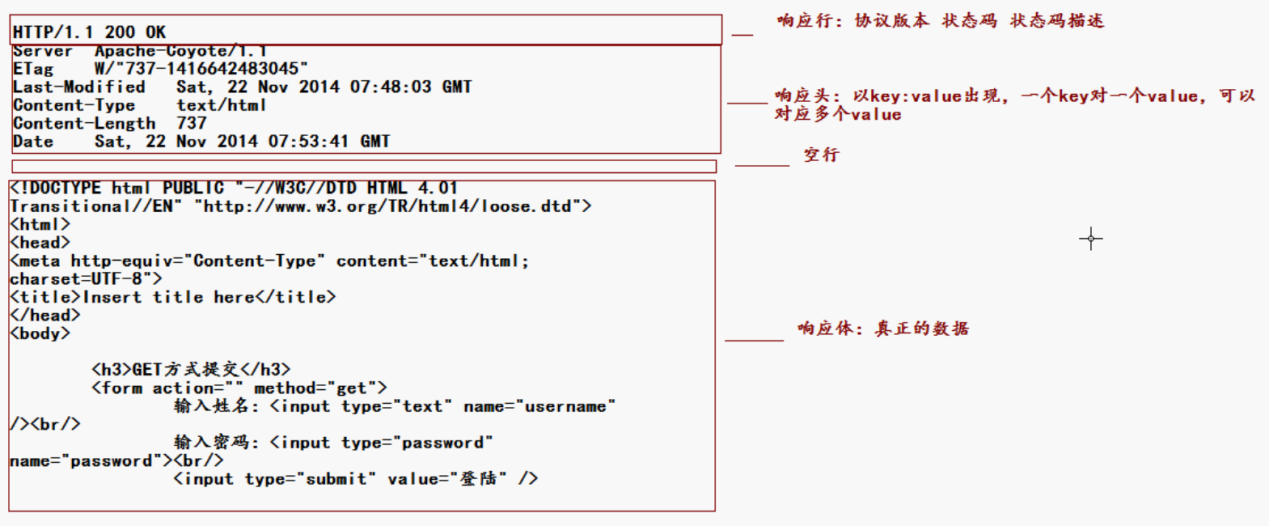 HTTP/1.1 200 OK
响应行：协议版本 状态码 状态码描述
Server Apache-Coyote/1.1
ETag W/"737-1416642483045"
Last-Modified Sat, 22 Nov 2014 07:48:03 GMT
Content-Type text/html
Content-Length 737
Date Sat, 22 Nov 2014 07:53:41 GMT
响应头：以key:value出现，一个key对一个value，可以
对应多个value
空行
<!DOCTYPE html PUBLIC "-//W3C//DTD HTML 4.01
Transitional//EN" "http://www.w3.org/TR/html4/loose.dtd">
<html>
<head>
<meta http-equiv="Content-Type" content="text/html;
charset=UTF-8">
<title>Insert title here</title>
</head>
<body>
<h3>GET方式提交</h3>
<form action="" method="get">
输入姓名：<input type="text" name="username"
/><br/>
输入密码：<input type="password"
name="password"><br/>
<input type="submit" value="登陆" />
响应体：真正的数据